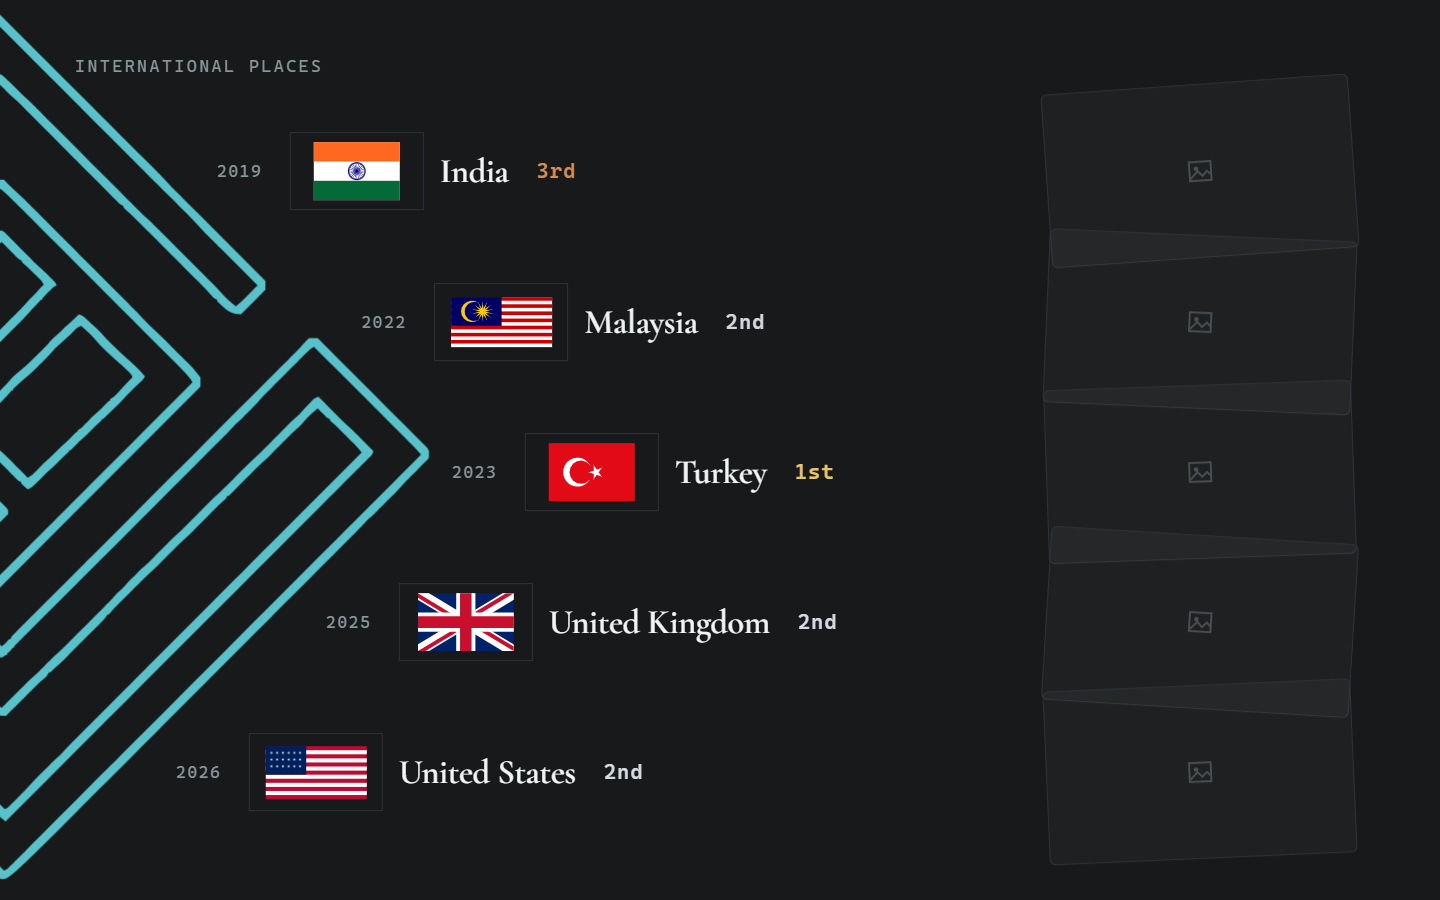 INTERNATIONAL PLACES
2019 India 3rd
2022 Malaysia 2nd
2023 Turkey 1st
2025 United Kingdom 2nd
2026 United States 2nd